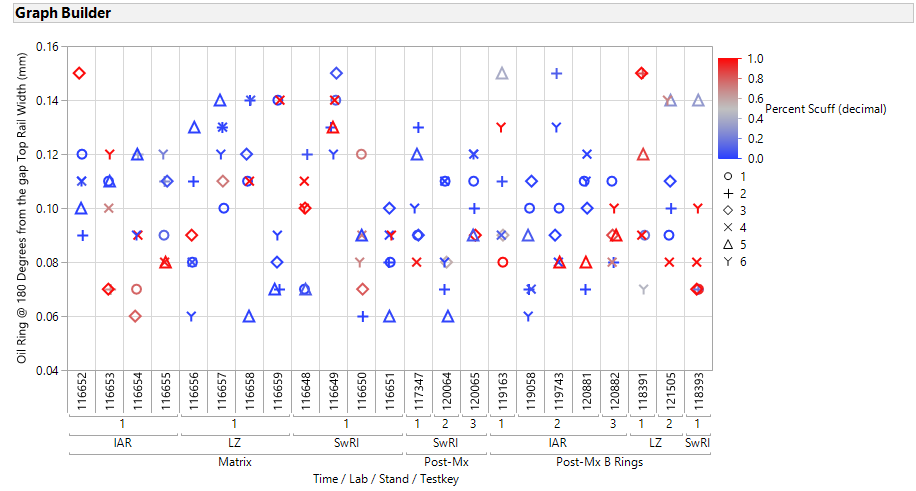 Graph Builder
Oil Ring @ 180 Degrees from the gap Top Rail Width (mm)
0.16
0.14
0.12
0.10
0.08
0.06
0.04
1.0
0.8
0.6
0.4
0.2
0.0
Percent Scuff (decimal)
1
2
3
4
5
6
116652 116653 116654 116655 116656 116657 116658 116659 116648 116649 116650 116651 117347 120064 120065 119163 119058 119743 120881 120882 118391 121505 118393
1 1 1 1 2 3 1 2 3 1 2 1
IAR LZ SwRI SwRI IAR LZ SwRI
Matrix Post-Mx Post-Mx B Rings
Time / Lab / Stand / Testkey